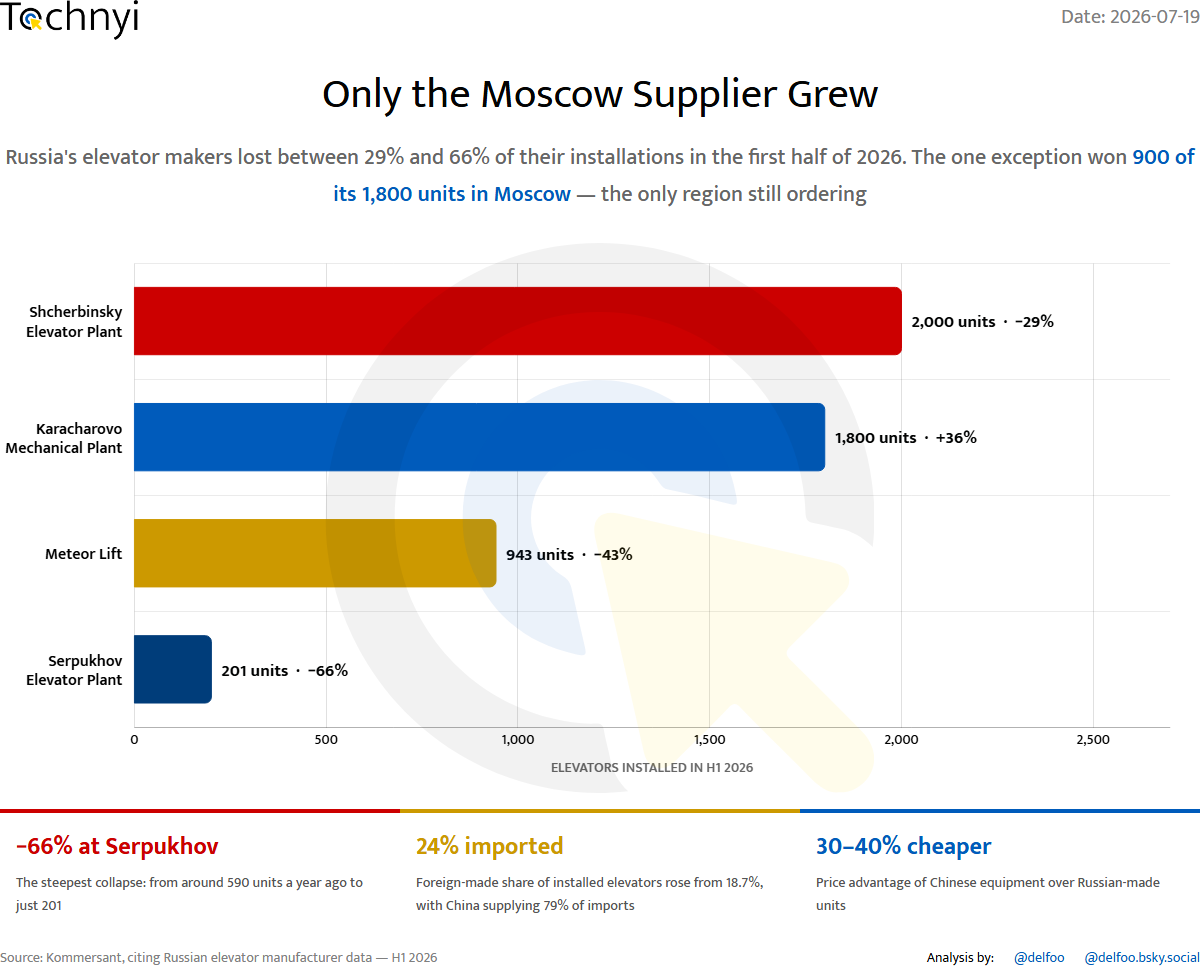 Tochnyi
Date: 2026-07-19
Only the Moscow Supplier Grew
Russia's elevator makers lost between 29% and 66% of their installations in the first half of 2026. The one exception won 900 of
its 1,800 units in Moscow — the only region still ordering
Shcherbinsky
Elevator Plant
2,000 units · −29%
Karacharovo
Mechanical Plant
1,800 units · +36%
Meteor Lift
943 units · −43%
Serpukhov
Elevator Plant
201 units · −66%
0
500
1,000
1,500
2,000
2,500
ELEVATORS INSTALLED IN H1 2026
−66% at Serpukhov
The steepest collapse: from around 590 units a year ago to
just 201
24% imported
Foreign-made share of installed elevators rose from 18.7%,
with China supplying 79% of imports
30–40% cheaper
Price advantage of Chinese equipment over Russian-made
units
Source: Kommersant, citing Russian elevator manufacturer data — H1 2026
Analysis by: @delfoo @delfoo.bsky.social